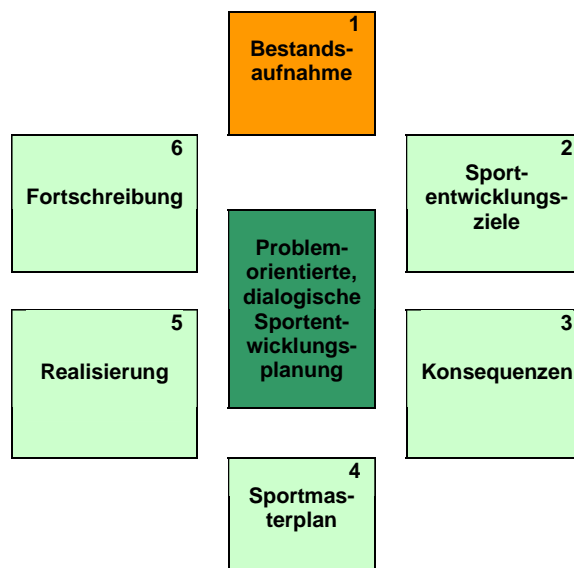 1
Bestands-
aufnahme
6
Fortschreibung
2
Sport-
entwicklungs-
ziele
Problem-
orientierte,
dialogische
Sportent-
wicklungs-
planung
5
Realisierung
3
Konsequenzen
4
Sportmas-
terplan